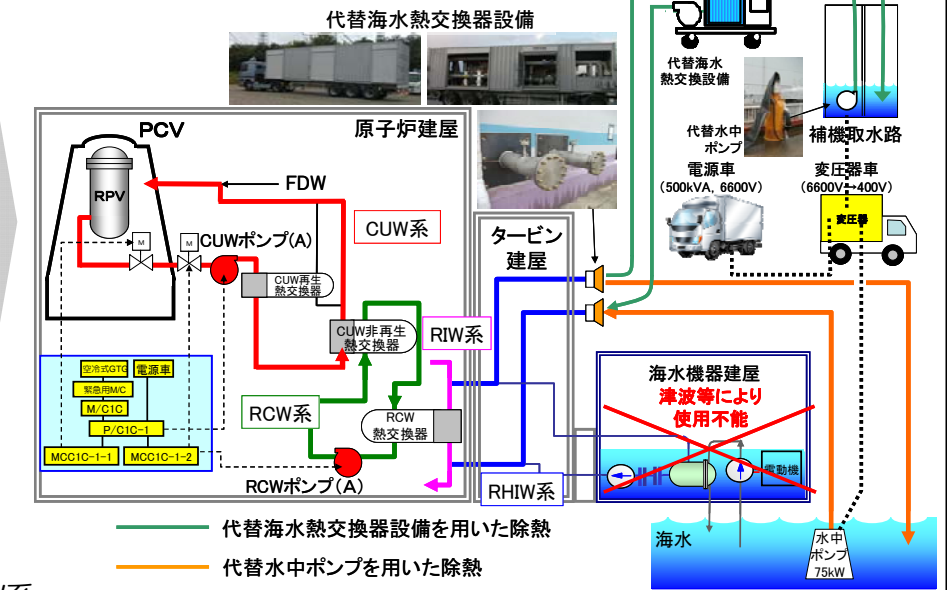 代替海水熱交換器設備
代替海水
熱交換設備
代替水中
ポンプ
補機取水路
電源車
(500kVA, 6600V)
変圧器車
(6600V→400V)
変圧器
原子炉建屋
PCV
RPV
FDW
CUW系
M
M
CUWポンプ(A)
CUW再生
熱交換器
CUW非再生
熱交換器
タービン
建屋
RIW系
空冷式GTG
電源車
緊急用M/C
M/C1C
P/C1C-1
MCC1C-1-1
MCC1C-1-2
RCW系
RCW
熱交換器
RCWポンプ(A)
RHIW系
海水機器建屋
津波等により
使用不能
電動機
海水
水中
ポンプ
75kW
代替海水熱交換器設備を用いた除熱
代替水中ポンプを用いた除熱